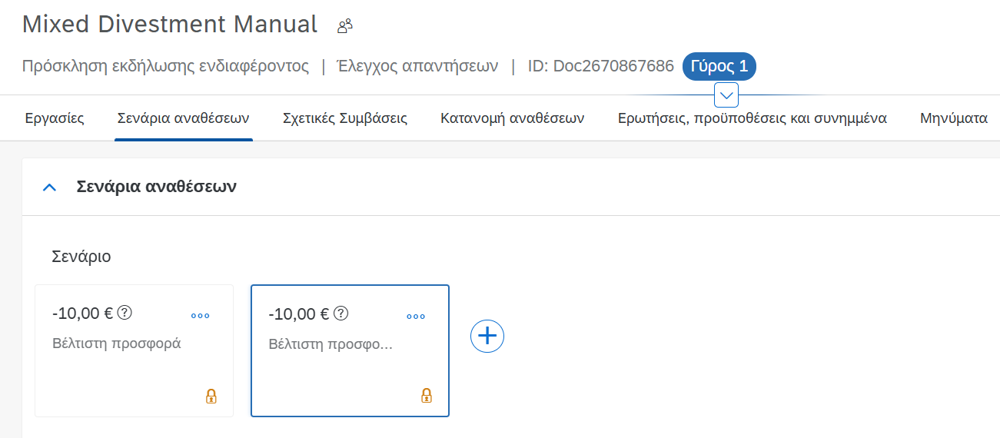 Mixed Divestment Manual
Πρόσκληση εκδήλωσης ενδιαφέροντος | Έλεγχος απαντήσεων | ID: Doc2670867686 Γύρος 1
Εργασίες Σενάρια αναθέσεων Σχετικές Συμβάσεις Κατανομή αναθέσεων Ερωτήσεις, προϋποθέσεις και συνημμένα Μηνύματα
Σενάρια αναθέσεων
Σενάριο
-10,00 € -10,00 €
Βέλτιστη προσφορά Βέλτιστη προσφο...